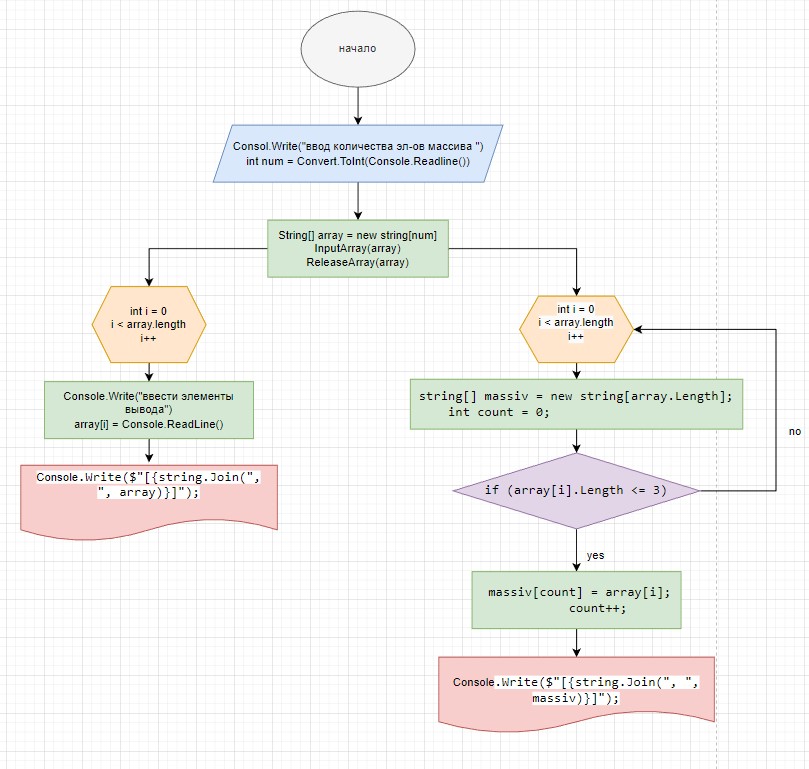 начало
Consol.Write("ввод количества эл-ов массива ")
int num = Convert.ToInt(Console.Readline())
String[] array = new string[num]
InputArray(array)
ReleaseArray(array)
int i = 0
i < array.length
i++
Console.Write("ввести элементы
вывода")
array[i] = Console.ReadLine()
Console.Write($"[{string.Join(",
", array)}]");
int i = 0
i < array.length
i++
string[] massiv = new string[array.Length];
int count = 0;
no
if (array[i].Length <= 3)
yes
massiv[count] = array[i];
count++;
Console.Write($"[{string.Join(", ",
massiv)}]");